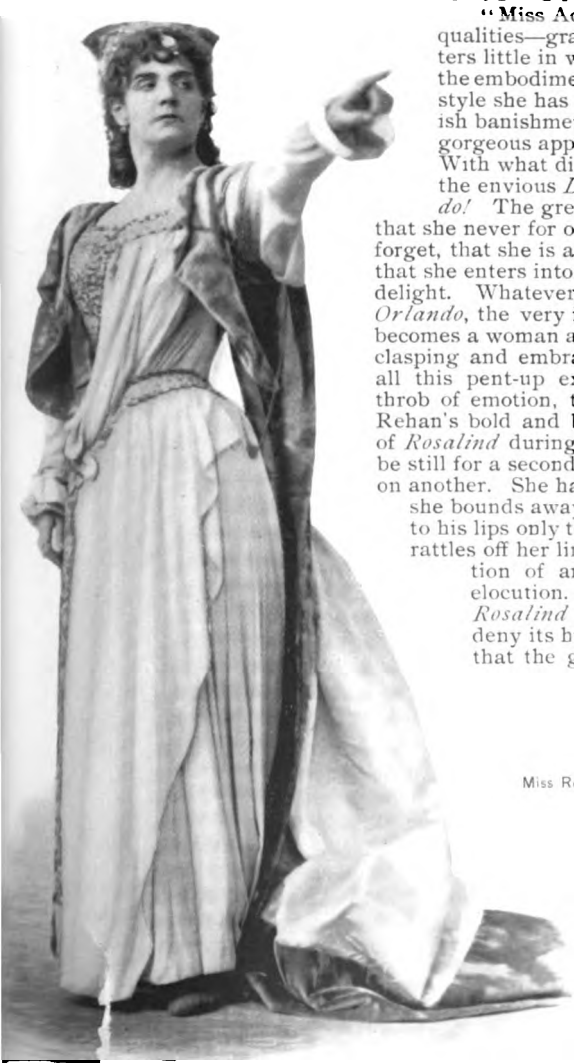 “Miss A
qualities—gra
ters little in w
the embodime
style she has
ish banishme
gorgeous app
With what di
the envious
do! The gre
that she never for o
forget, that she is a
that she enters into
delight. Whatever
Orlando, the very
becomes a woman a
clasping and embra
all this pent-up e
throb of emotion, t
Rehan's bold and
of Rosalind during
be still for a second
on another. She ha
she bounds away
to his lips only t
rattles off her lin
tion of a
elocution.
Rosalind
deny its b
that the g
Miss R